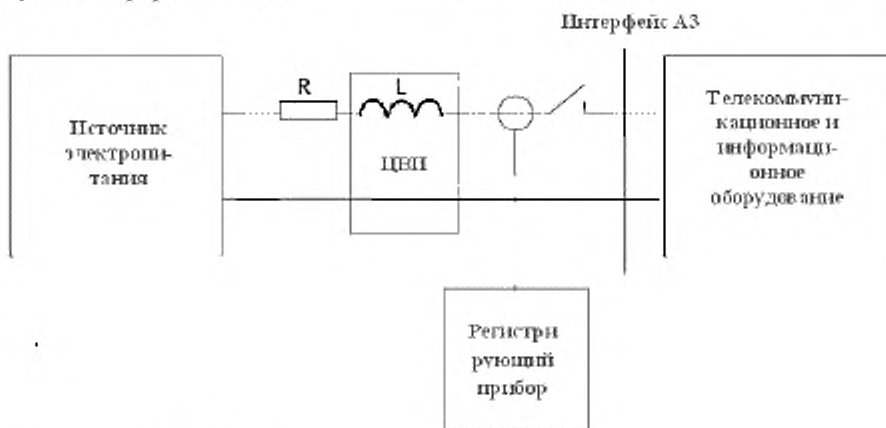 Интерфейс А3
R
L
Источник
электропи-
тания
ЦВП
Телекоммуни-
кационное и
информаци-
онное
оборудование
Регистри
рующий
прибор